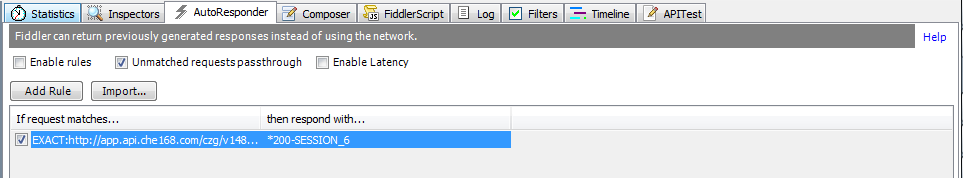 Statistics Inspectors AutoResponder Composer FiddlerScript Log Filters Timeline APITest
Fiddler can return previously generated responses instead of using the network. Help
Enable rules Unmatched requests passthrough Enable Latency
Add Rule Import...
If request matches... then respond with...
EXACT:http://app.api.che168.com/czg/v148... *200-SESSION_6